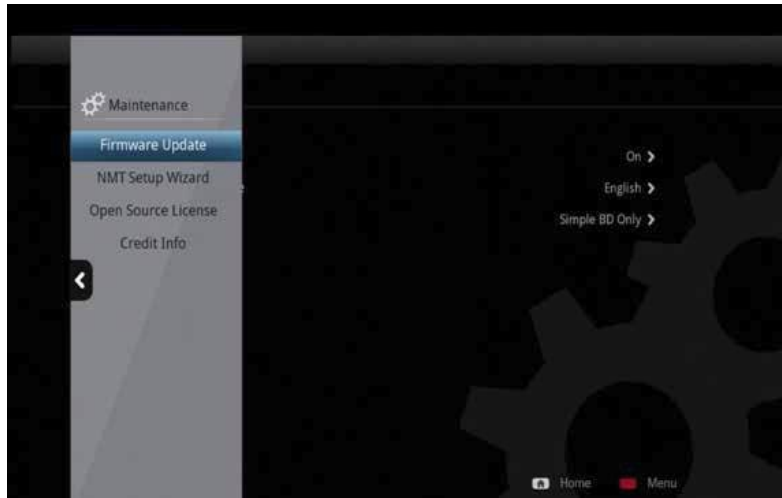 Maintenance
Firmware Update
NMT Setup Wizard
Open Source License
Credit Info
On
English
Simple BD Only
Home Menu